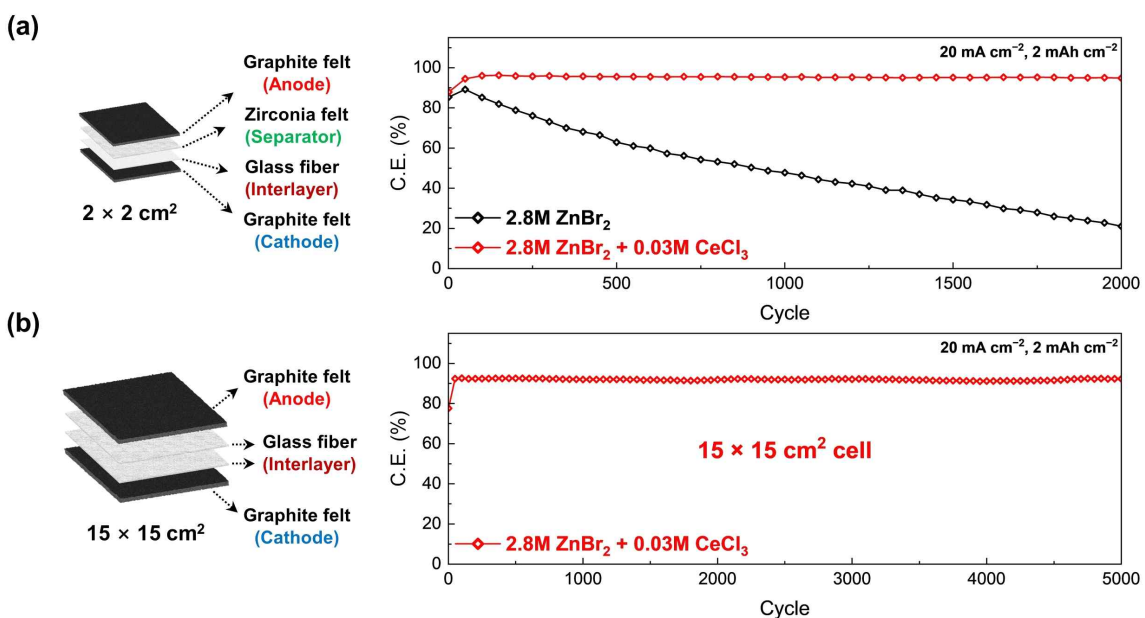 (a)
Graphite felt
(Anode)
Zirconia felt
(Separator)
Glass fiber
(Interlayer)
Graphite felt
(Cathode)
2 × 2 cm²
20 mA cm⁻², 2 mAh cm⁻²
C.E. (%)
100
80
60
40
20
0
2.8M ZnBr₂
2.8M ZnBr₂ + 0.03M CeCl₃
0
500
1000
1500
2000
Cycle
(b)
Graphite felt
(Anode)
Glass fiber
(Interlayer)
Graphite felt
(Cathode)
15 × 15 cm²
20 mA cm⁻², 2 mAh cm⁻²
C.E. (%)
100
80
60
40
20
0
15 × 15 cm² cell
2.8M ZnBr₂ + 0.03M CeCl₃
0
1000
2000
3000
4000
5000
Cycle